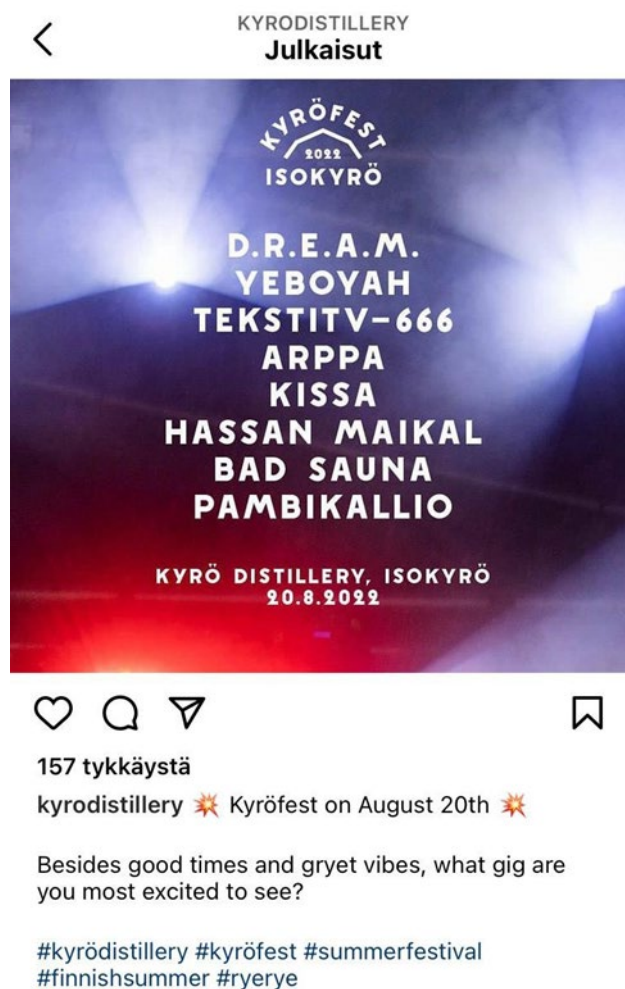 KYRODISTILLERY
Julkaisut
KYRÖFEST
2022
ISOKYRÖ
D.R.E.A.M.
YEBOYAH
TEKSTITV-666
ARPPA
KISSA
HASSAN MAIKAL
BAD SAUNA
PAMBIKALLIO
KYRÖ DISTILLERY, ISOKYRÖ
20.8.2022
157 tykkäystä
kyrodistillery 💥 Kyröfest on August 20th 💥
Besides good times and gryet vibes, what gig are
you most excited to see?
#kyrödistillery #kyröfest #summerfestival
#finnishsummer #ryerye